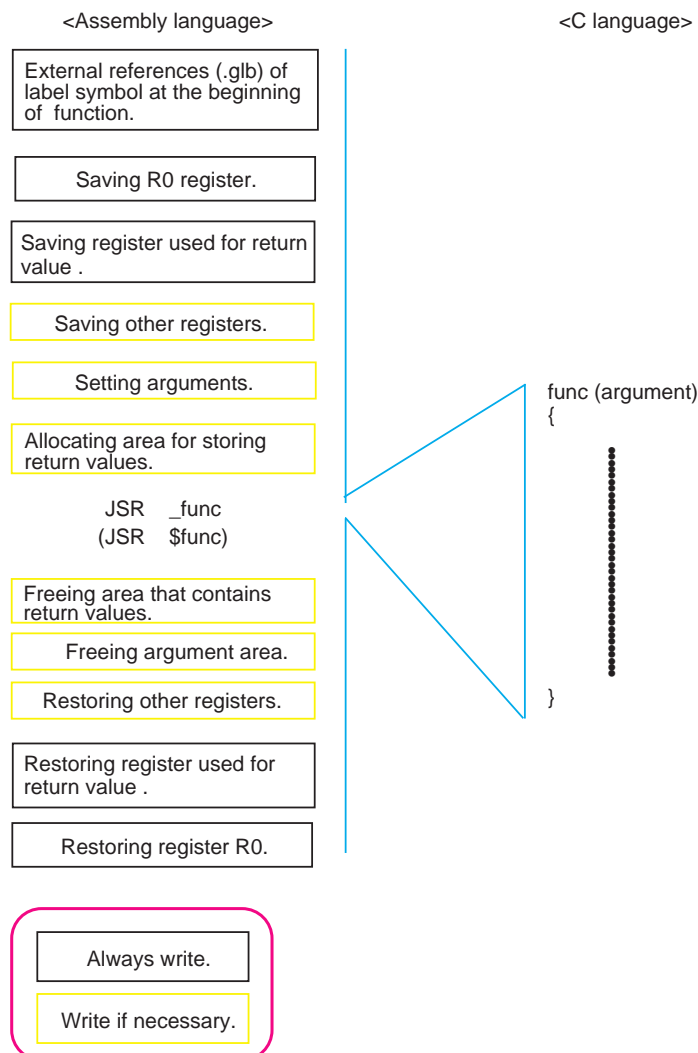 <Assembly language>
<C language>
External references (.glb) of
label symbol at the beginning
of function.
Saving R0 register.
Saving register used for return
value .
Saving other registers.
Setting arguments.
Allocating area for storing
return values.
JSR _func
(JSR $func)
Freeing area that contains
return values.
Freeing argument area.
Restoring other registers.
Restoring register used for
return value .
Restoring register R0.
func (argument)
{
}
Always write.
Write if necessary.